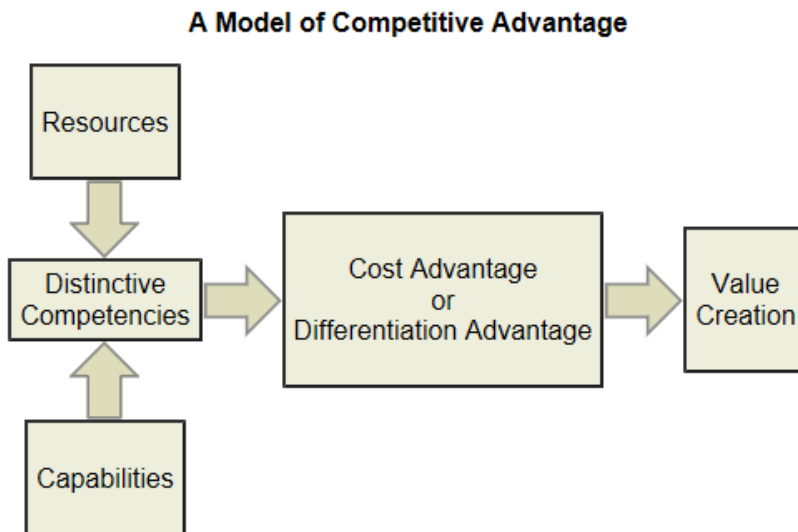 A Model of Competitive Advantage
Resources
Distinctive
Competencies
Cost Advantage
or
Differentiation Advantage
Value
Creation
Capabilities